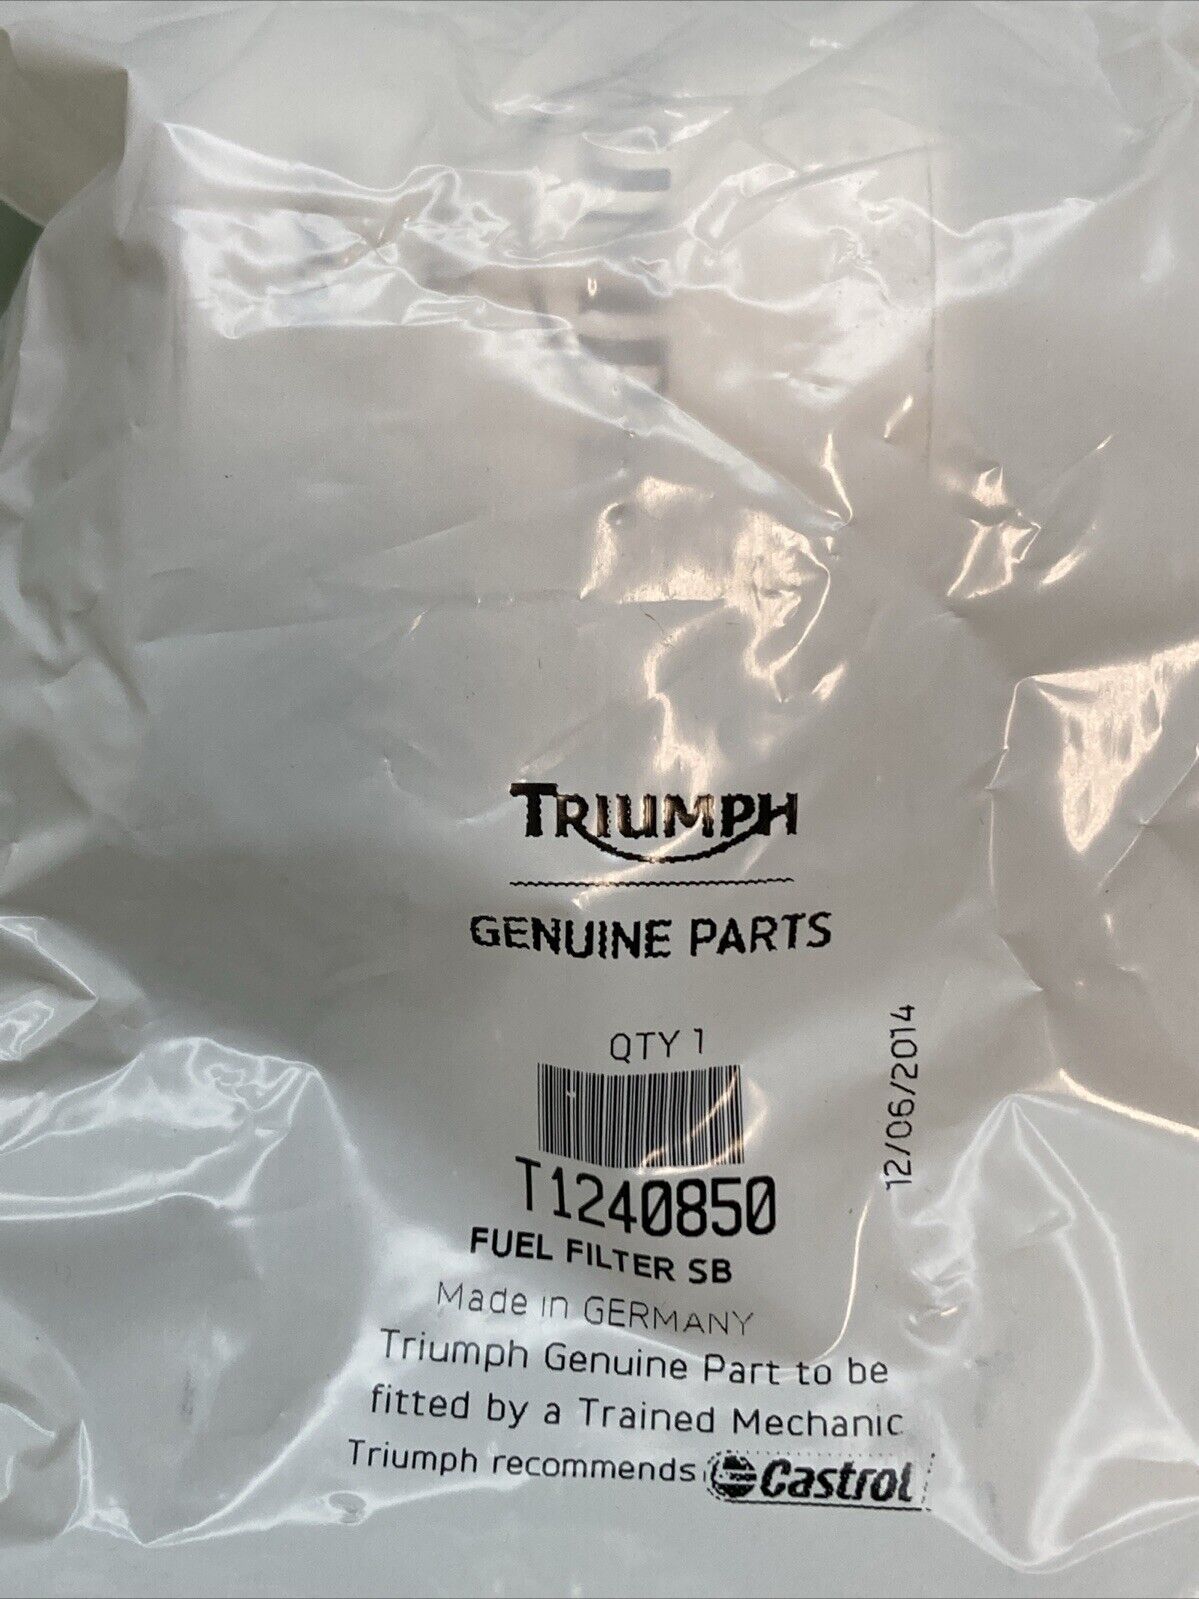 TRIUMPH
GENUINE PARTS
QTY 1
T1240850
FUEL FILTER SB
Made in GERMANY
Triumph Genuine Part to be
fitted by a Trained Mechanic
Triumph recommends Castrol
12/06/2014